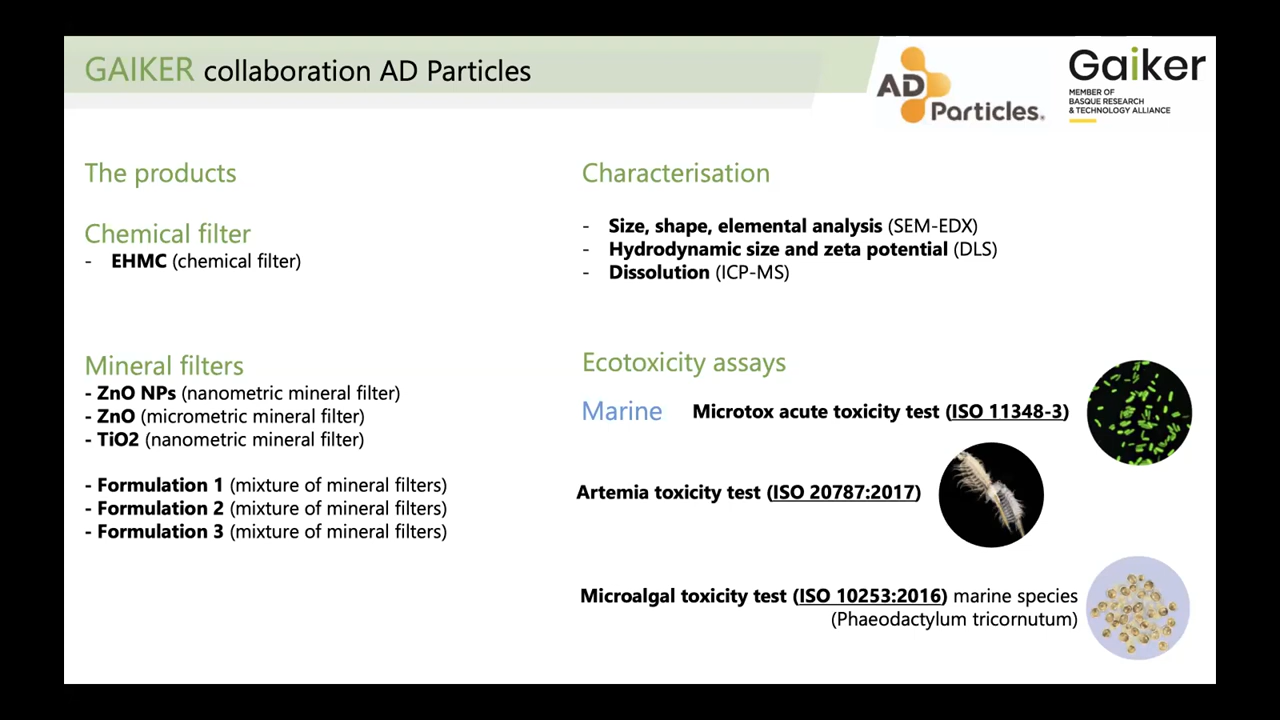 GAIKER collaboration AD Particles
AD
Particles®
Gaiker
MEMBER OF
BASQUE RESEARCH
& TECHNOLOGY ALLIANCE
The products
Chemical filter
- EHMC (chemical filter)
Mineral filters
- ZnO NPs (nanometric mineral filter)
- ZnO (micrometric mineral filter)
- TiO2 (nanometric mineral filter)
- Formulation 1 (mixture of mineral filters)
- Formulation 2 (mixture of mineral filters)
- Formulation 3 (mixture of mineral filters)
Characterisation
- Size, shape, elemental analysis (SEM-EDX)
- Hydrodynamic size and zeta potential (DLS)
- Dissolution (ICP-MS)
Ecotoxicity assays
Marine Microtox acute toxicity test (ISO 11348-3)
Artemia toxicity test (ISO 20787:2017)
Microalgal toxicity test (ISO 10253:2016) marine species
(Phaeodactylum tricornutum)